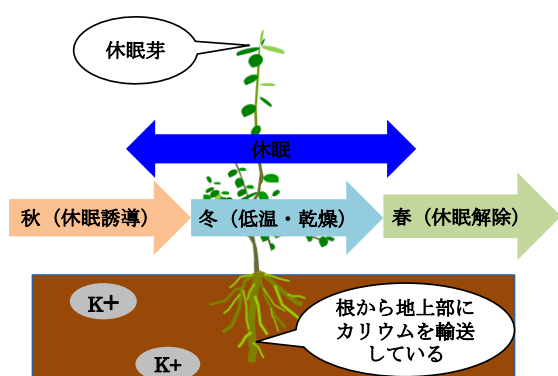 休眠芽
休眠
秋（休眠誘導）
冬（低温・乾燥）
春（休眠解除）
K+
根から地上部に
カリウムを輸送
している
K+